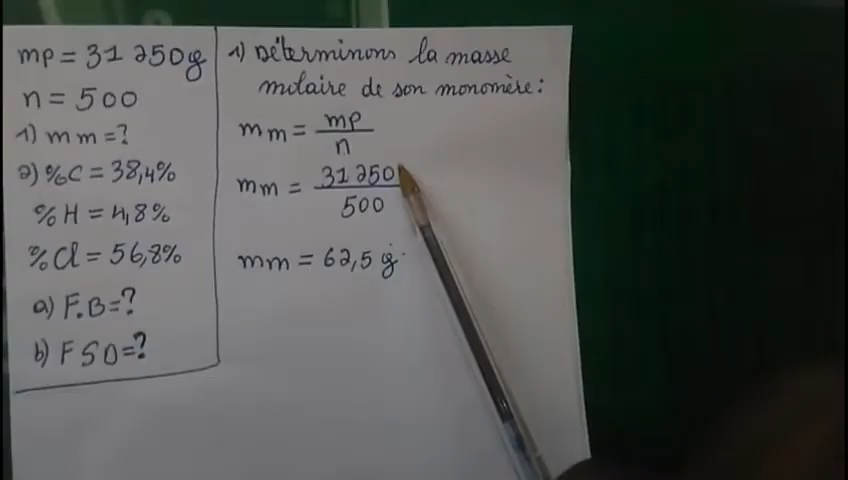 mp = 31 250g
n = 500
1) mm = ?
2) %C = 38,4%
%H = 4,8%
%Cl = 56,8%
a) F.B = ?
b) F S D = ?
1) Déterminons la masse
molaire de son monomère :
mm = mp / n
mm = 31 250 / 500
mm = 62,5 g.